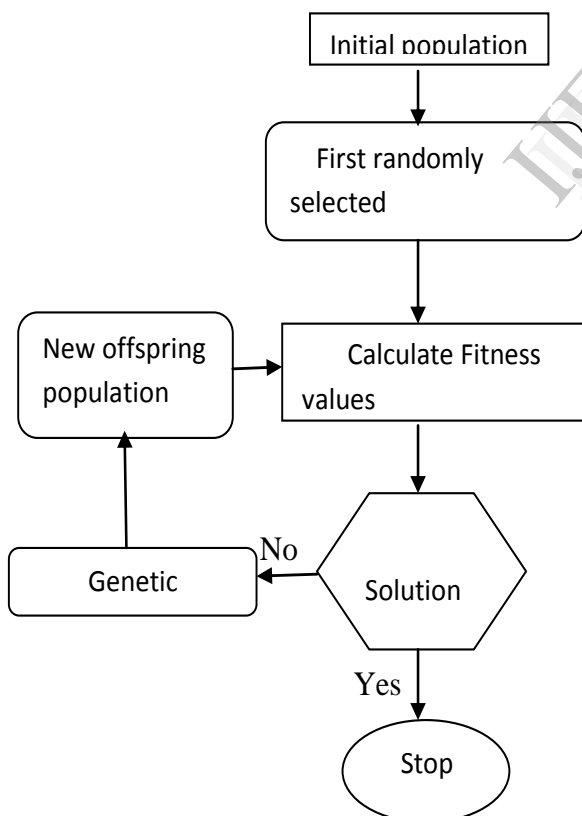 Initial population
First randomly
selected
New offspring
population
Calculate Fitness
values
No
Genetic
Solution
Yes
Stop